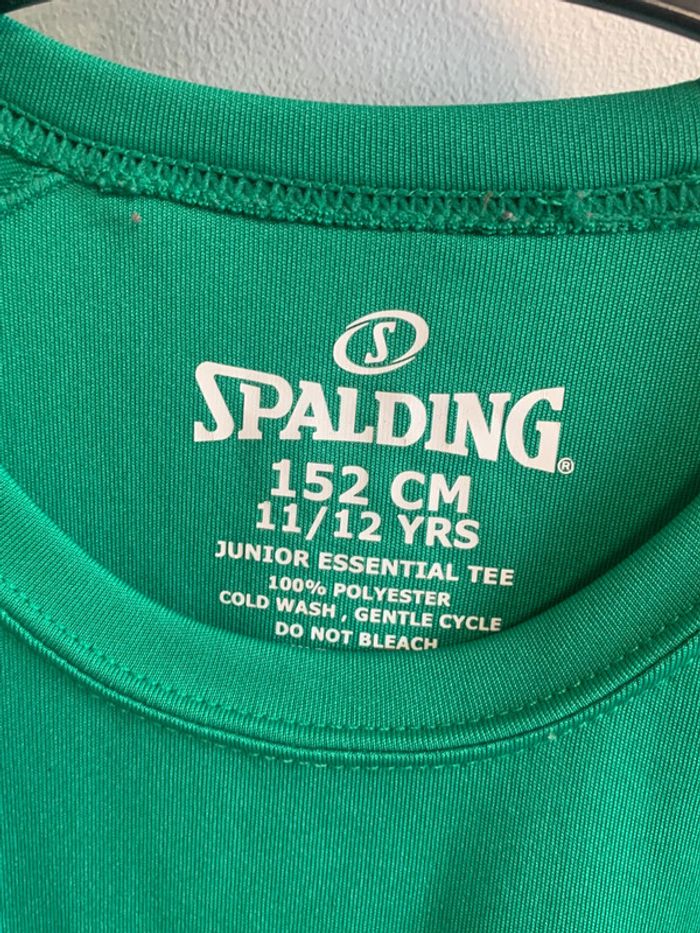 S
SPALDING®
152 CM
11/12 YRS
JUNIOR ESSENTIAL TEE
100% POLYESTER
COLD WASH , GENTLE CYCLE
DO NOT BLEACH